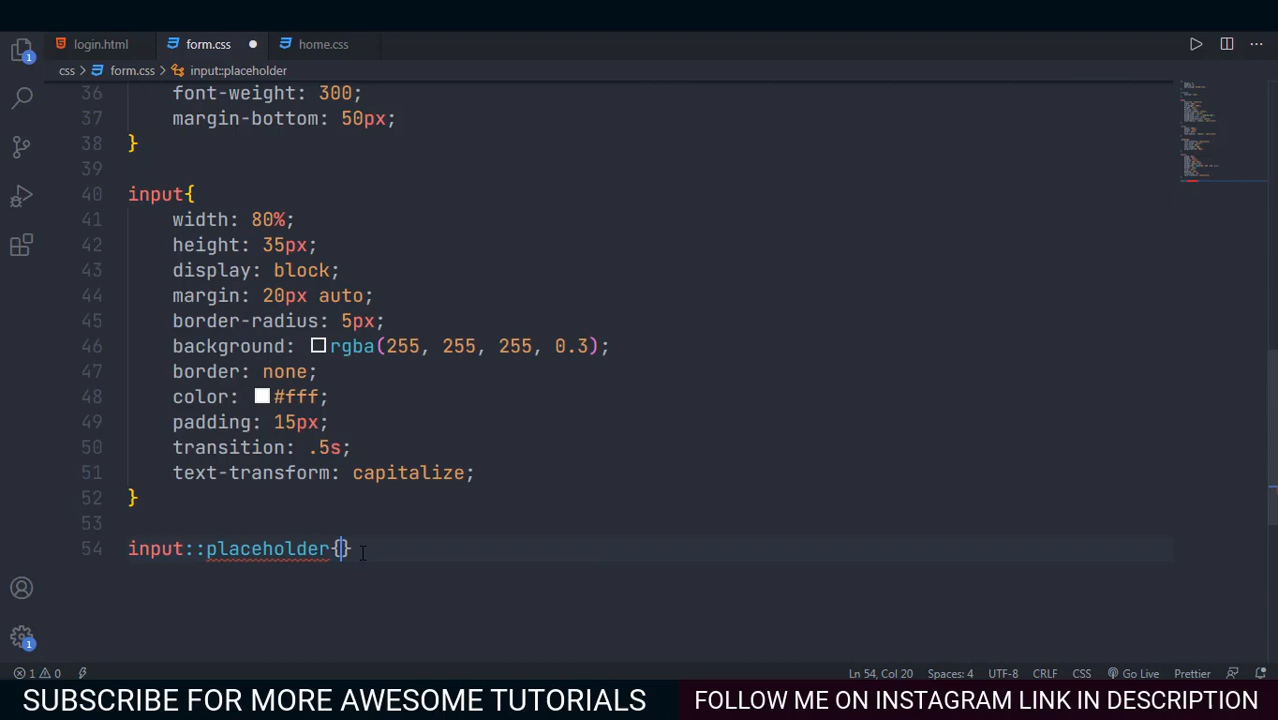 login.html
form.css
home.css
css > form.css > input::placeholder
36 font-weight: 300;
37 margin-bottom: 50px;
38 }
39
40 input{
41 width: 80%;
42 height: 35px;
43 display: block;
44 margin: 20px auto;
45 border-radius: 5px;
46 background: rgba(255, 255, 255, 0.3);
47 border: none;
48 color: #fff;
49 padding: 15px;
50 transition: .5s;
51 text-transform: capitalize;
52 }
53
54 input::placeholder{}
1
1
1 0
Ln 54, Col 20 Spaces: 4 UTF-8 CRLF CSS Go Live Prettier
SUBSCRIBE FOR MORE AWESOME TUTORIALS
FOLLOW ME ON INSTAGRAM LINK IN DESCRIPTION